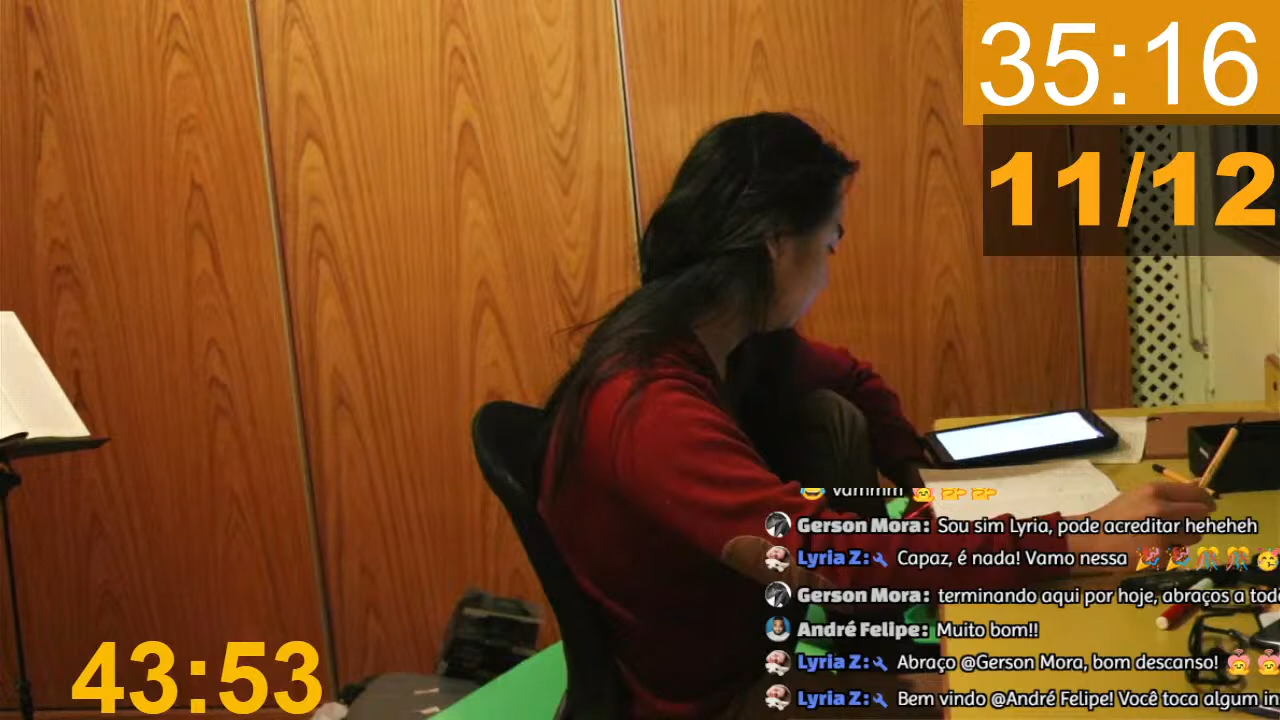 35:16
11/12
vammm
Gerson Mora: Sou sim Lyria, pode acreditar heheheh
Lyria Z: Capaz, é nada! Vamo nessa
Gerson Mora: terminando aqui por hoje, abraços a tod
André Felipe: Muito bom!!
Lyria Z: Abraço @Gerson Mora, bom descanso!
Lyria Z: Bem vindo @André Felipe! Você toca algum in
43:53